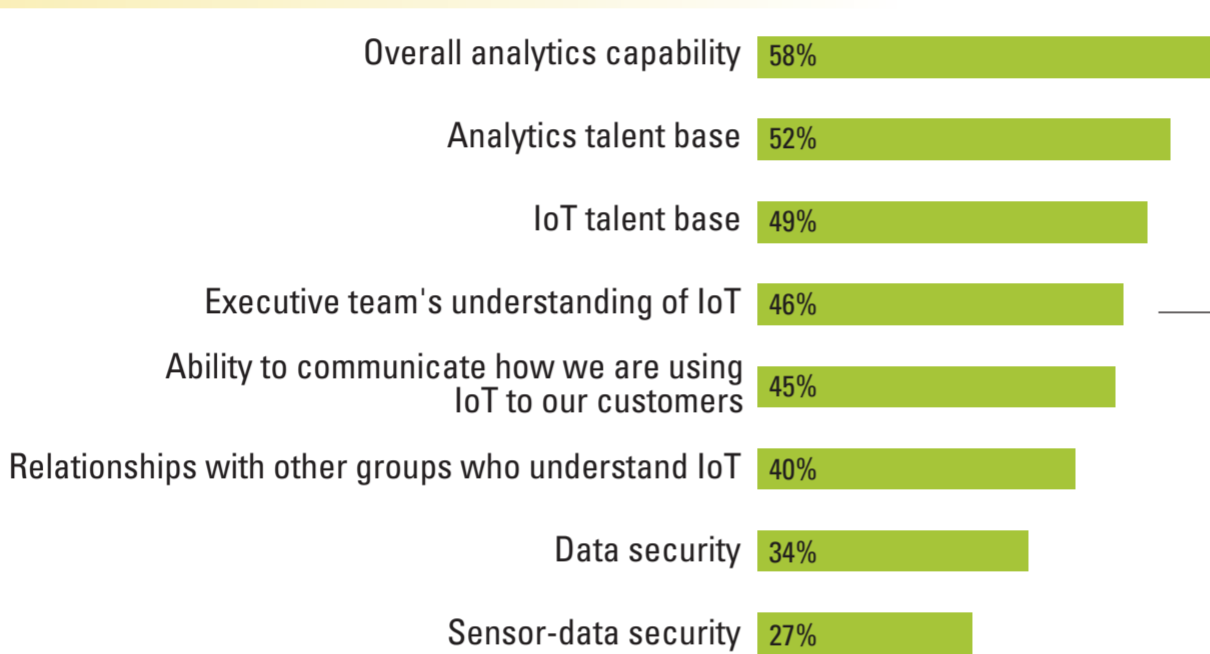 Overall analytics capability 58%
Analytics talent base 52%
IoT talent base 49%
Executive team's understanding of IoT 46%
Ability to communicate how we are using
IoT to our customers 45%
Relationships with other groups who understand IoT 40%
Data security 34%
Sensor-data security 27%